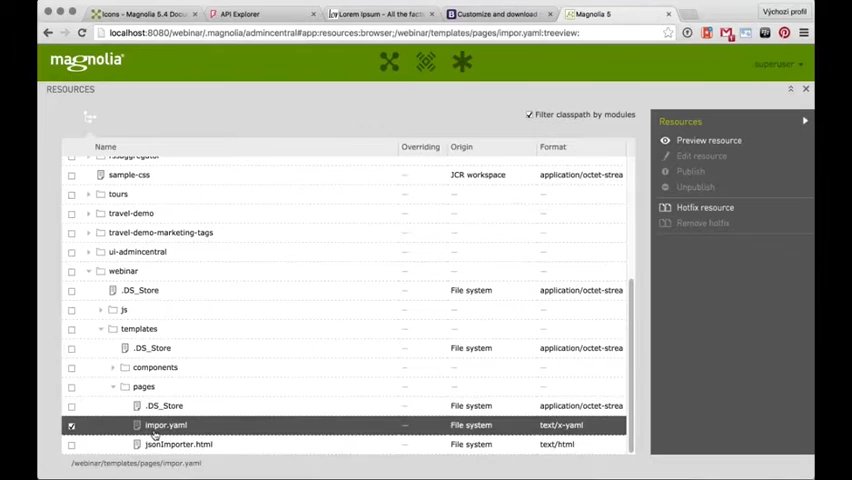 Icons - Magnolia 5.4 Docu
API Explorer
Lorem Ipsum - All the fact
Customize and download
Magnolia 5
Výchozí profil
localhost:8080/webinar/.magnolia/admincentral#app:resources:browser;/webinar/templates/pages/impor.yaml:treeview:
magnolia
superuser
RESOURCES
Filter classpath by modules
Name
Overriding
Origin
Format
rssaggregator
sample-css
JCR workspace
application/octet-strea
tours
travel-demo
travel-demo-marketing-tags
ui-admincentral
webinar
.DS_Store
File system
application/octet-strea
js
templates
.DS_Store
File system
application/octet-strea
components
pages
.DS_Store
File system
application/octet-strea
impor.yaml
File system
text/x-yaml
jsonImporter.html
File system
text/html
/webinar/templates/pages/impor.yaml
Resources
Preview resource
Edit resource
Publish
Unpublish
Hotfix resource
Remove hotfix